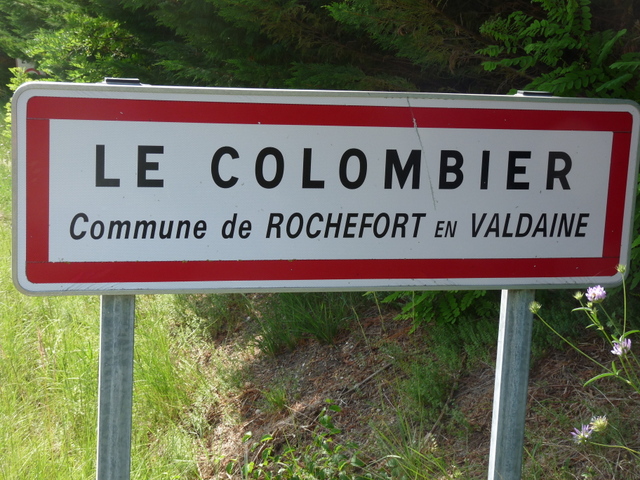 LE COLOMBIER
Commune de ROCHEFORT EN VALDAINE